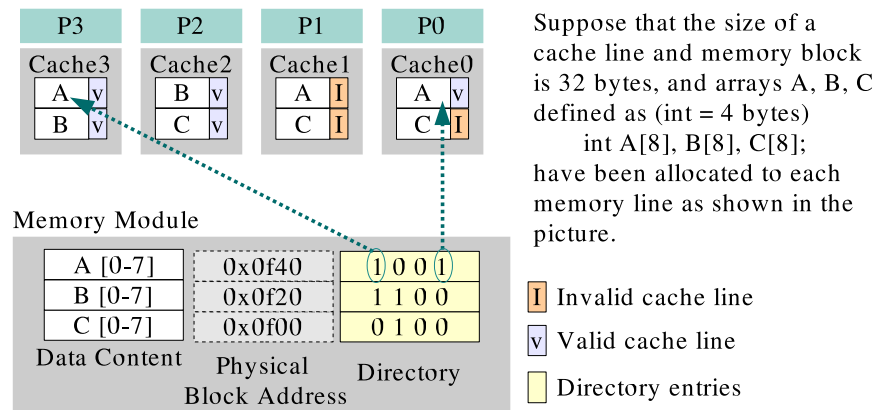 P3 P2 P1 P0
Cache3 Cache2 Cache1 Cache0
A v B v A I A v
B v C v C I C I
Memory Module
A [0-7] 0x0f40 1 0 0 1
B [0-7] 0x0f20 1 1 0 0
C [0-7] 0x0f00 0 1 0 0
Data Content Physical Block Address Directory
Suppose that the size of a
cache line and memory block
is 32 bytes, and arrays A, B, C
defined as (int = 4 bytes)
int A[8], B[8], C[8];
have been allocated to each
memory line as shown in the
picture.
I Invalid cache line
v Valid cache line
Directory entries